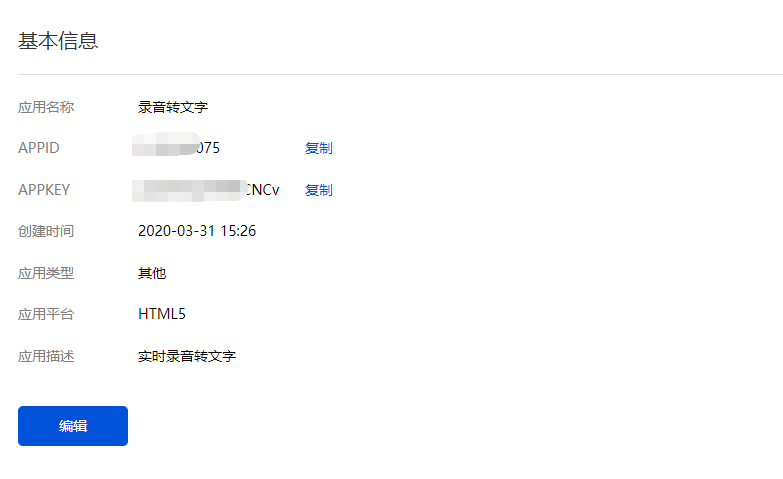 基本信息
应用名称 录音转文字
APPID 075 复制
APPKEY CNCv 复制
创建时间 2020-03-31 15:26
应用类型 其他
应用平台 HTML5
应用描述 实时录音转文字
编辑